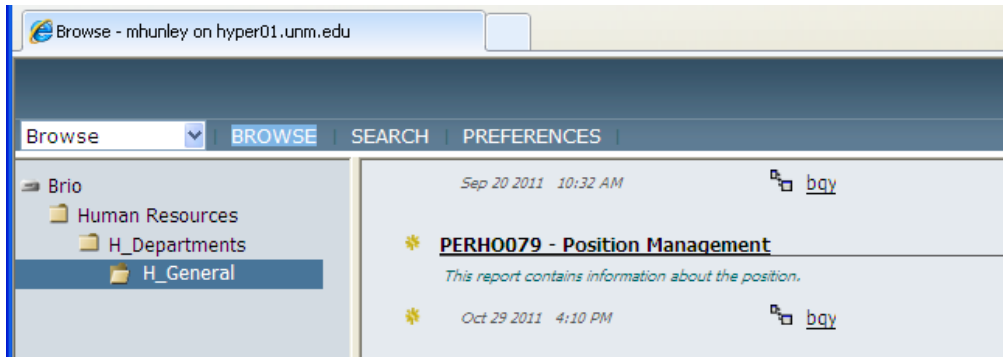 Browse - mhunley on hyper01.unm.edu
Browse BROWSE SEARCH PREFERENCES
Brio
Human Resources
H_Departments
H_General
Sep 20 2011 10:32 AM bqy
PERHO079 - Position Management
This report contains information about the position.
Oct 29 2011 4:10 PM bqy